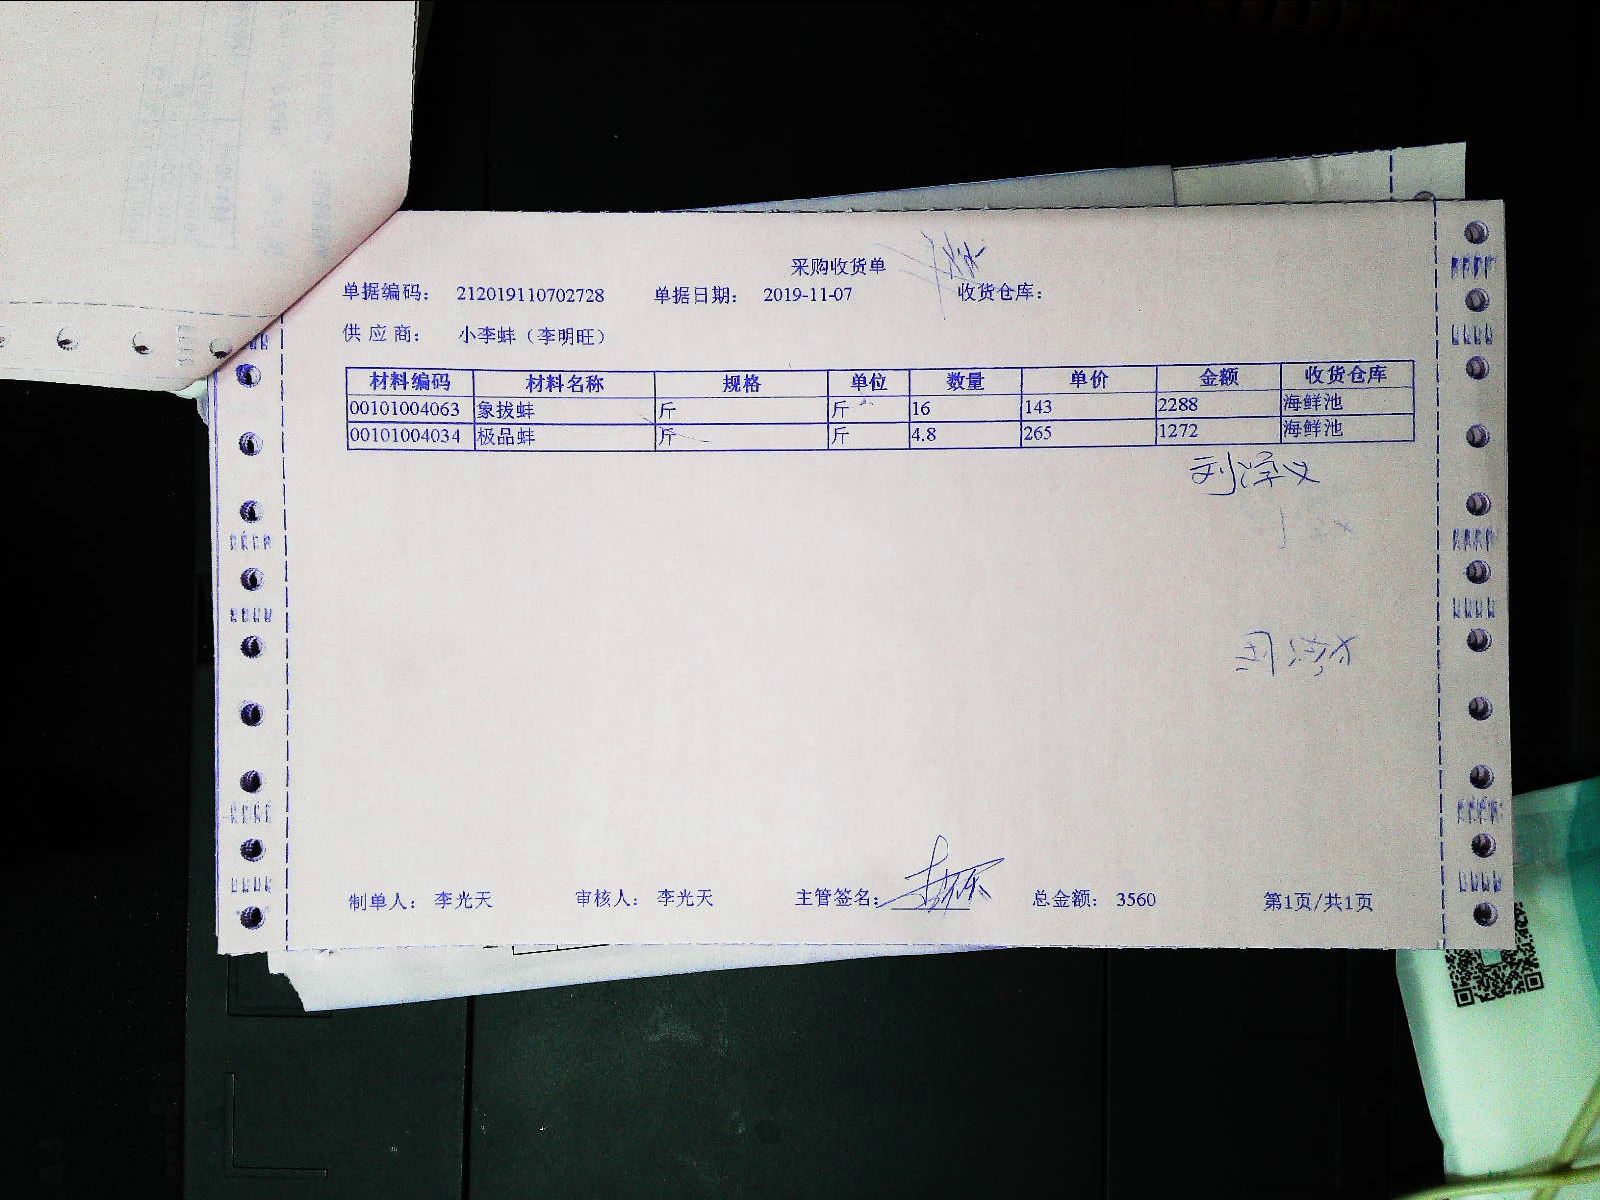 采购收货单
单据编码： 212019110702728 单据日期： 2019-11-07 收货仓库：
供应商： 小李蚌（李明旺）
材料编码 材料名称 规格 单位 数量 单价 金额 收货仓库
00101004063 象拔蚌 斤 斤 16 143 2288 海鲜池
00101004034 极品蚌 斤 斤 4.8 265 1272 海鲜池
制单人： 李光天 审核人： 李光天 主管签名： 总金额： 3560 第1页/共1页